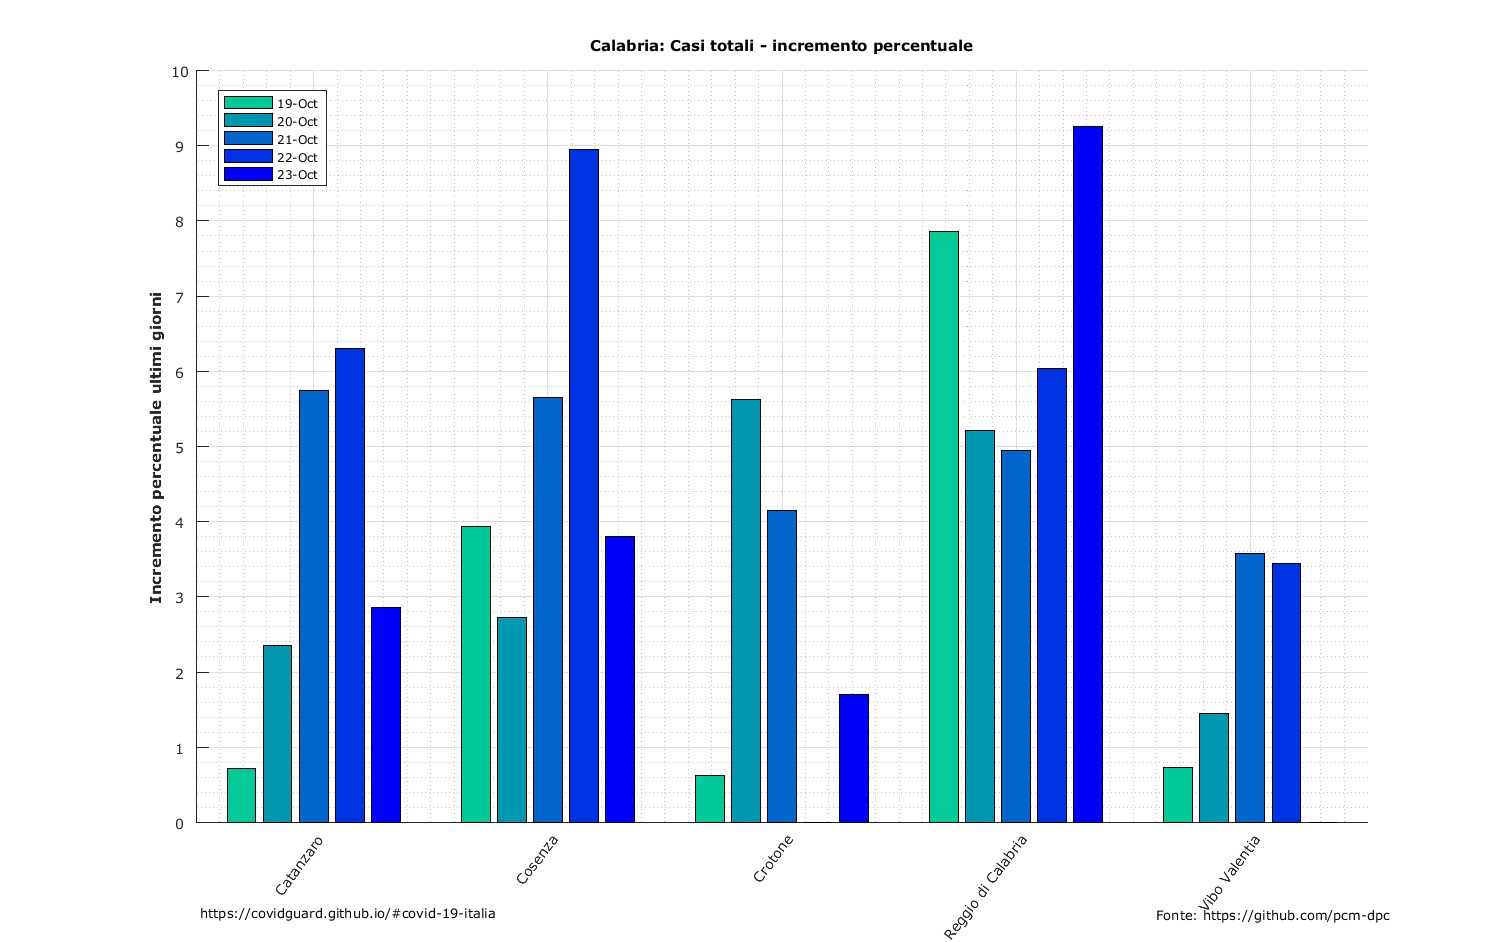 Calabria: Casi totali - incremento percentuale
10
9
8
7
6
5
4
3
2
1
0
Incremento percentuale ultimi giorni
19-Oct
20-Oct
21-Oct
22-Oct
23-Oct
Catanzaro
Cosenza
Crotone
Reggio di Calabria
Vibo Valentia
https://covidguard.github.io/#covid-19-italia
Fonte: https://github.com/pcm-dpc